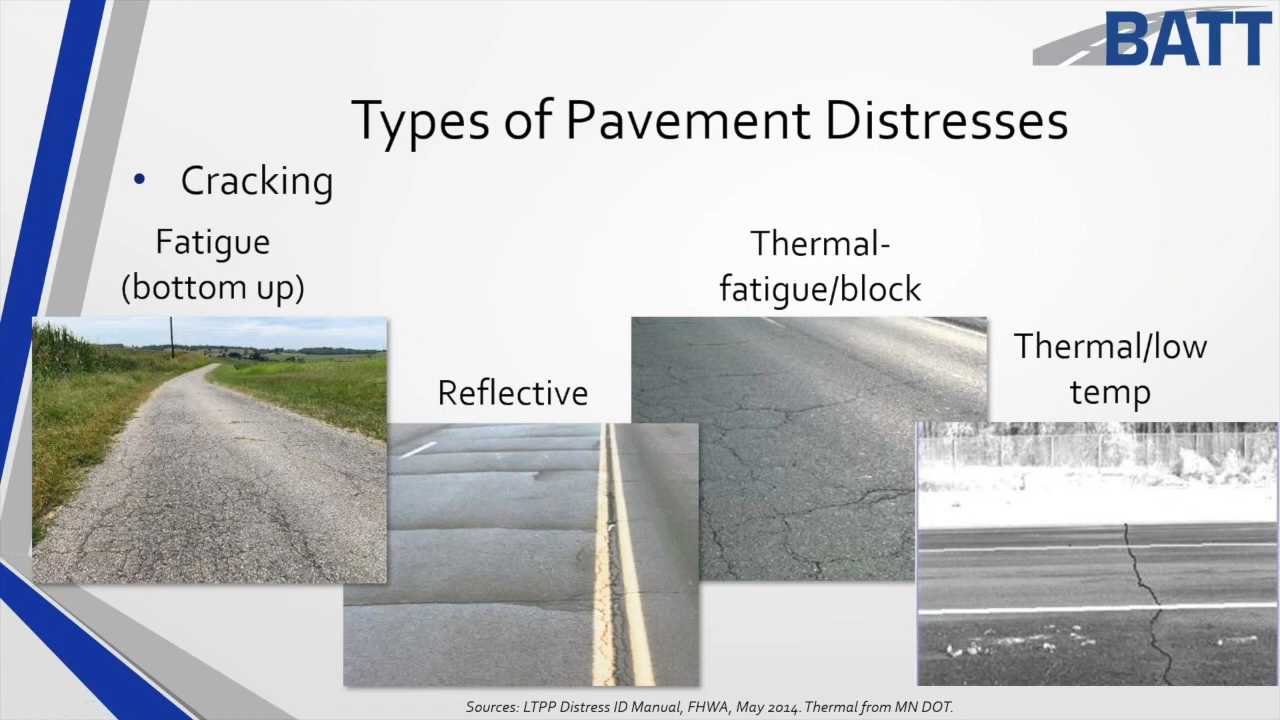 BATT
Types of Pavement Distresses
• Cracking
Fatigue
(bottom up)
Reflective
Thermal-
fatigue/block
Thermal/low
temp
Sources: LTPP Distress ID Manual, FHWA, May 2014. Thermal from MN DOT.